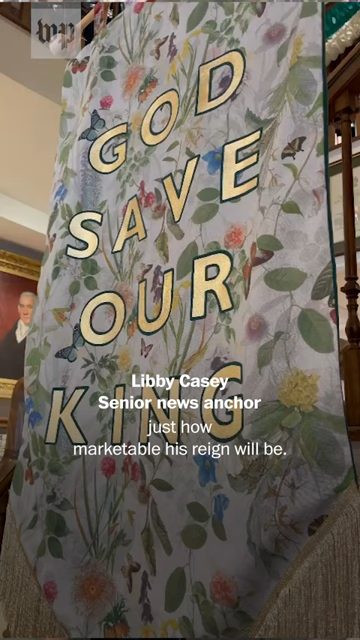 wp
GOD
SAVE
OUR
KING
Libby Casey
Senior news anchor
just how
marketable his reign will be.